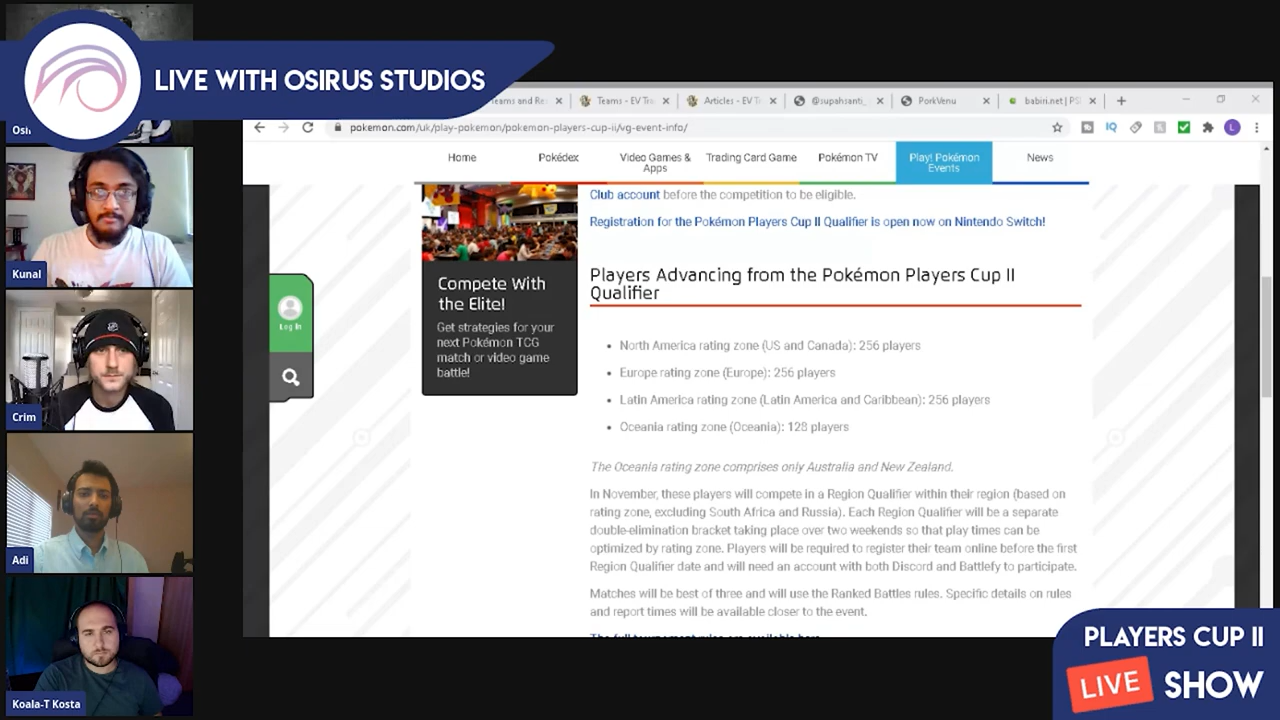 LIVE WITH OSIRUS STUDIOS
Teams - EV
Articles - EV
@supahsanti_
PorkVenu
babiri.net |
pokemon.com/uk/play-pokemon/pokemon-players-cup-ii/vg-event-info/
IQ
L
Home
Pokédex
Video Games & Apps
Trading Card Game
Pokémon TV
Play! Pokémon Events
News
Log In
Compete With
the Elite!
Get strategies for your
next Pokémon TCG
match or video game
battle!
Club account before the competition to be eligible.
Registration for the Pokémon Players Cup II Qualifier is open now on Nintendo Switch!
Players Advancing from the Pokémon Players Cup II
Qualifier
• North America rating zone (US and Canada): 256 players
• Europe rating zone (Europe): 256 players
• Latin America rating zone (Latin America and Caribbean): 256 players
• Oceania rating zone (Oceania): 128 players
The Oceania rating zone comprises only Australia and New Zealand.
In November, these players will compete in a Region Qualifier within their region (based on
rating zone, excluding South Africa and Russia). Each Region Qualifier will be a separate
double-elimination bracket taking place over two weekends so that play times can be
optimized by rating zone. Players will be required to register their team online before the first
Region Qualifier date and will need an account with both Discord and Battlefy to participate.
Matches will be best of three and will use the Ranked Battles rules. Specific details on rules
and report times will be available closer to the event.
The full tournament rules are available here
Kunal
Crim
Adi
Koala-T Kosta
PLAYERS CUP II
LIVE SHOW